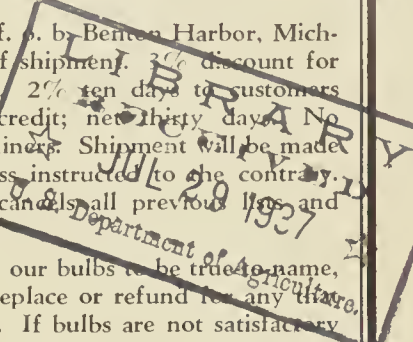 f. o. b. Benton Harbor, Mich-
f shipment. 3% discount for
2% ten days to customers
credit; net thirty days. No
iners. Shipment will be made
ss instructed to the contrary.
cancels all previous lists and
our bulbs to be true to name,
eplace or refund for any that
. If bulbs are not satisfactory
LIBRARY
RECEIVED
☆ JUL 29 1937 ☆
U. S. Department of Agriculture.